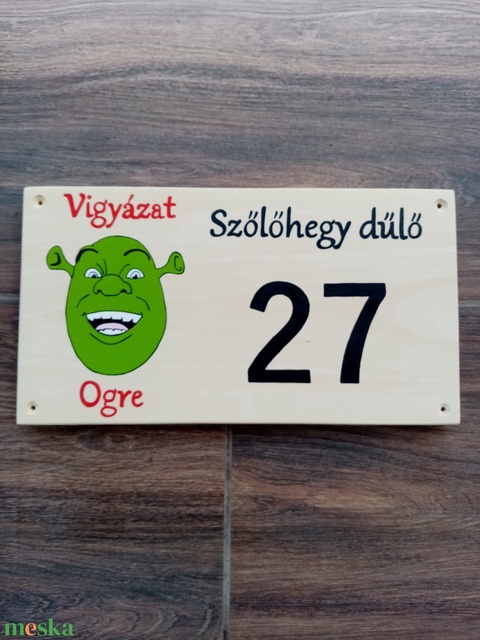 Vigyázat
Ogre
Szőlőhegy dűlő
27
meska